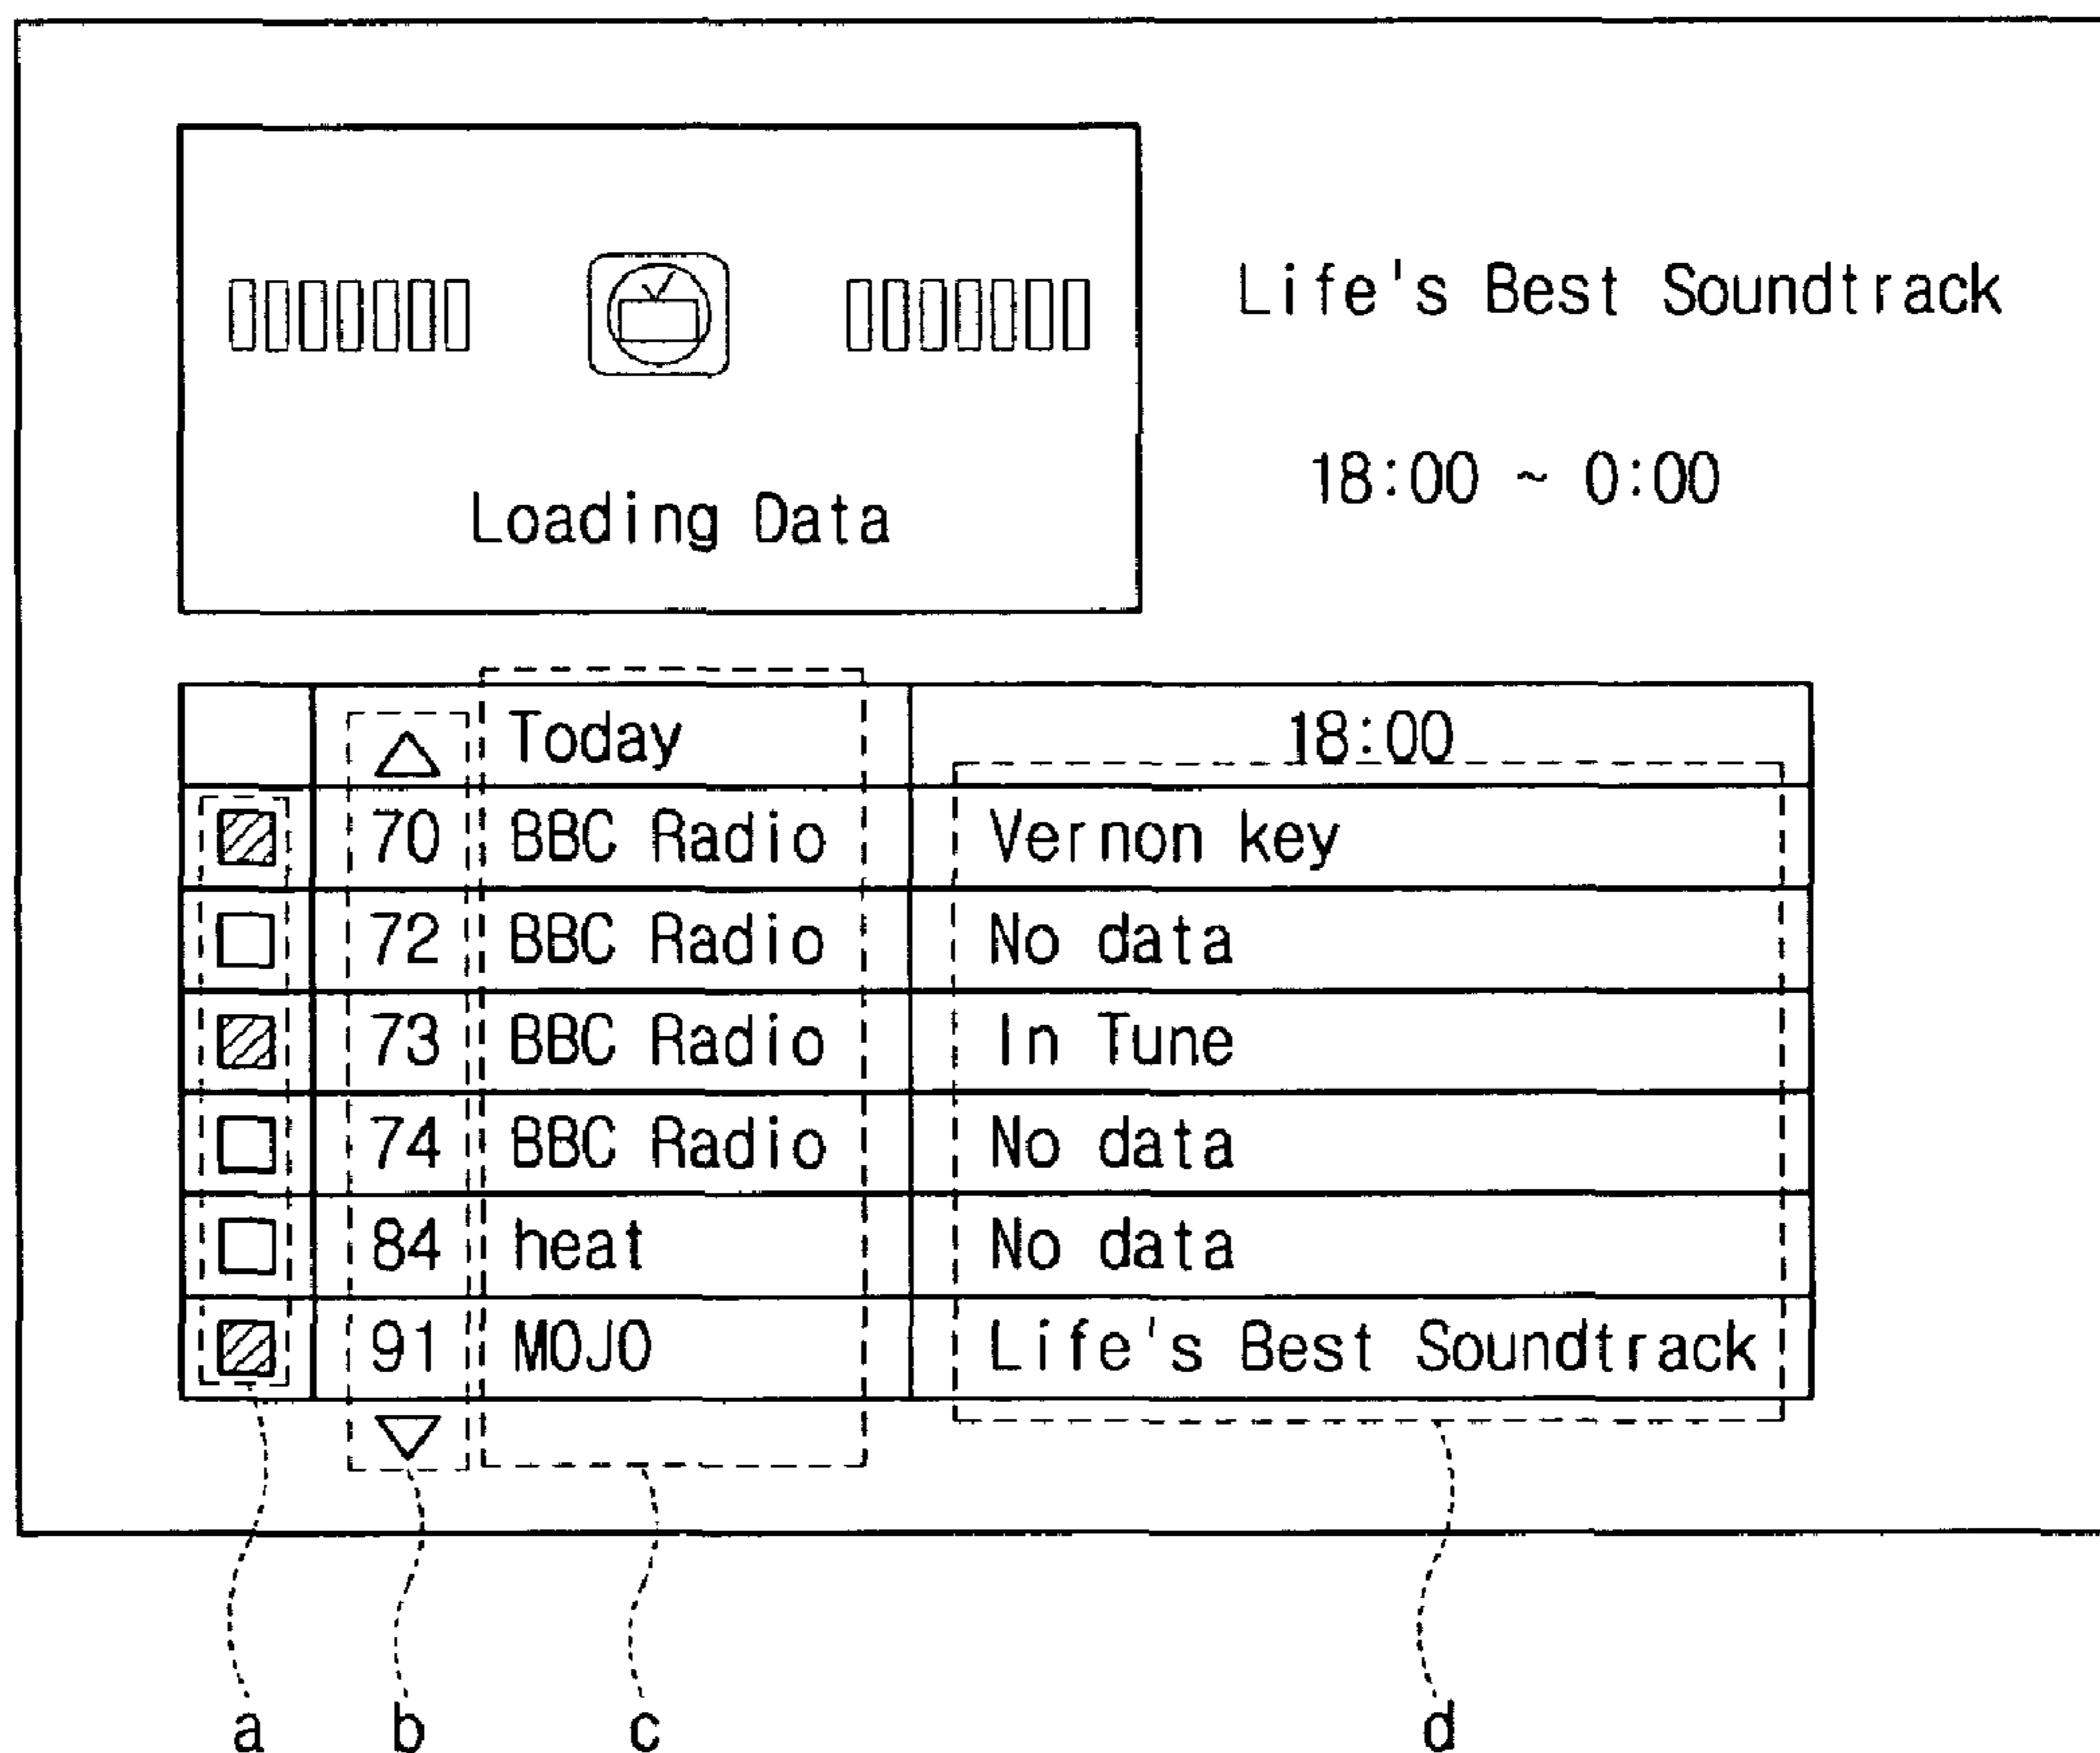 Life's Best Soundtrack
18:00 ~ 0:00
Loading Data
Today 18:00
70 BBC Radio Vernon key
72 BBC Radio No data
73 BBC Radio In Tune
74 BBC Radio No data
84 heat No data
91 MOJO Life's Best Soundtrack
a b c d